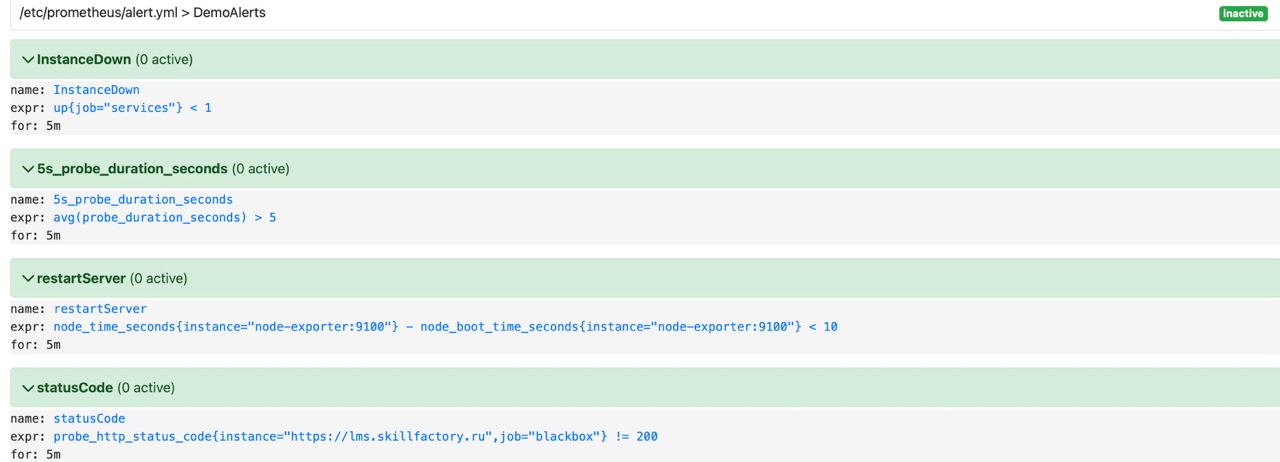 /etc/prometheus/alert.yml > DemoAlerts
inactive
InstanceDown (0 active)
name: InstanceDown
expr: up{job="services"} < 1
for: 5m
5s_probe_duration_seconds (0 active)
name: 5s_probe_duration_seconds
expr: avg(probe_duration_seconds) > 5
for: 5m
restartServer (0 active)
name: restartServer
expr: node_time_seconds{instance="node-exporter:9100"} - node_boot_time_seconds{instance="node-exporter:9100"} < 10
for: 5m
statusCode (0 active)
name: statusCode
expr: probe_http_status_code{instance="https://lms.skillfactory.ru",job="blackbox"} != 200
for: 5m